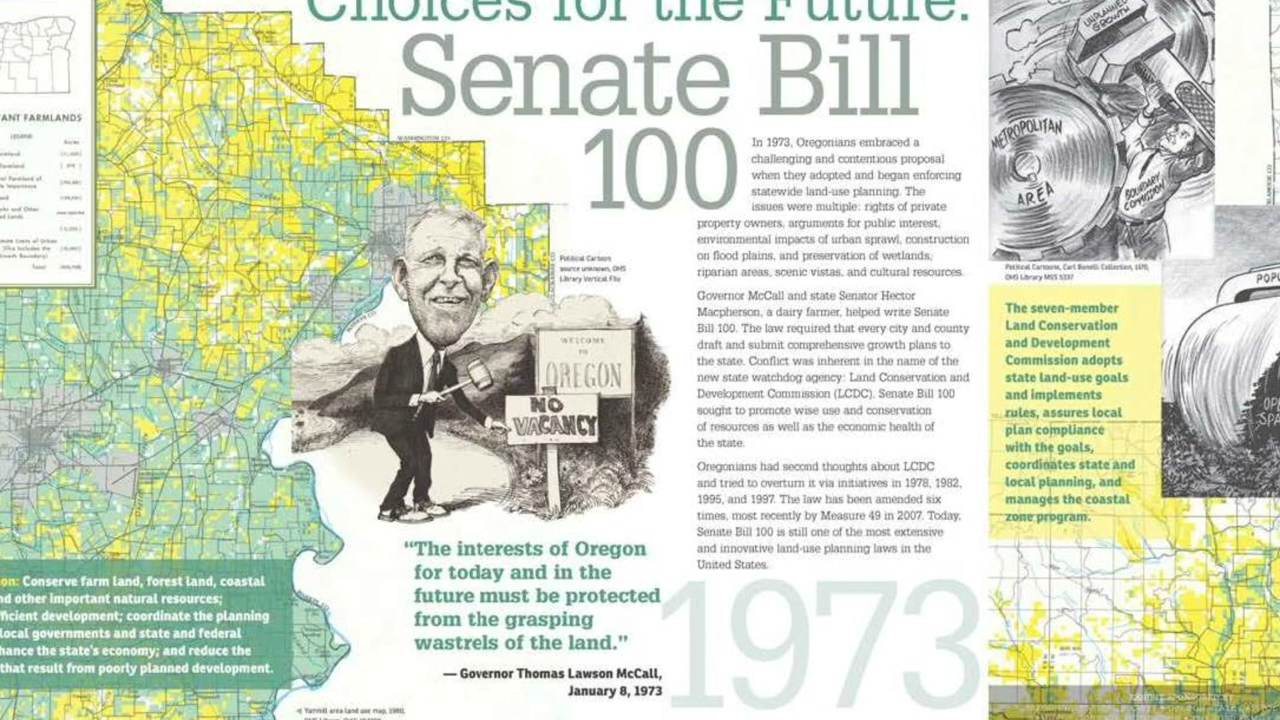 Choices for the Future:
Senate Bill
100
In 1973, Oregonians embraced a
challenging and contentious proposal
when they adopted and began enforcing
statewide land-use planning. The
issues were multiple: rights of private
property owners, arguments for public interest,
environmental impacts of urban sprawl, construction
on flood plains, and preservation of wetlands,
riparian areas, scenic vistas, and cultural resources.
Governor McCall and state Senator Hector
Macpherson, a dairy farmer, helped write Senate
Bill 100. The law required that every city and county
draft and submit comprehensive growth plans to
the state. Conflict was inherent in the name of the
new state watchdog agency: Land Conservation and
Development Commission (LCDC). Senate Bill 100
sought to promote wise use and conservation
of resources as well as the economic health of
the state.
Oregonians had second thoughts about LCDC
and tried to overturn it via initiatives in 1978, 1982,
1995, and 1997. The law has been amended six
times, most recently by Measure 49 in 2007. Today,
Senate Bill 100 is still one of the most extensive
and innovative land-use planning laws in the
United States.
1973
ANT FARMLANDS
LEGEND
Acres
Total
WASHINGTON CO
Political Cartoon
source unknown, OHS
Library Vertical File
WELCOME
TO
OREGON
NO
VACANCY
"The interests of Oregon
for today and in the
future must be protected
from the grasping
wastrels of the land."
— Governor Thomas Lawson McCall,
January 8, 1973
on: Conserve farm land, forest land, coastal
nd other important natural resources;
fficient development; coordinate the planning
local governments and state and federal
hance the state's economy; and reduce the
that result from poorly planned development.
Yamhill area land use map, 1980,
UNPLANNED
GROWTH
METROPOLITAN
AREA
BOUNDARY
COMMISSION
Political Cartoons, Carl Bonelli Collection, 1970,
OHS Library MSS 5337
The seven-member
Land Conservation
and Development
Commission adopts
state land-use goals
and implements
rules, assures local
plan compliance
with the goals,
coordinates state and
local planning, and
manages the coastal
zone program.
POP
OP
SPA